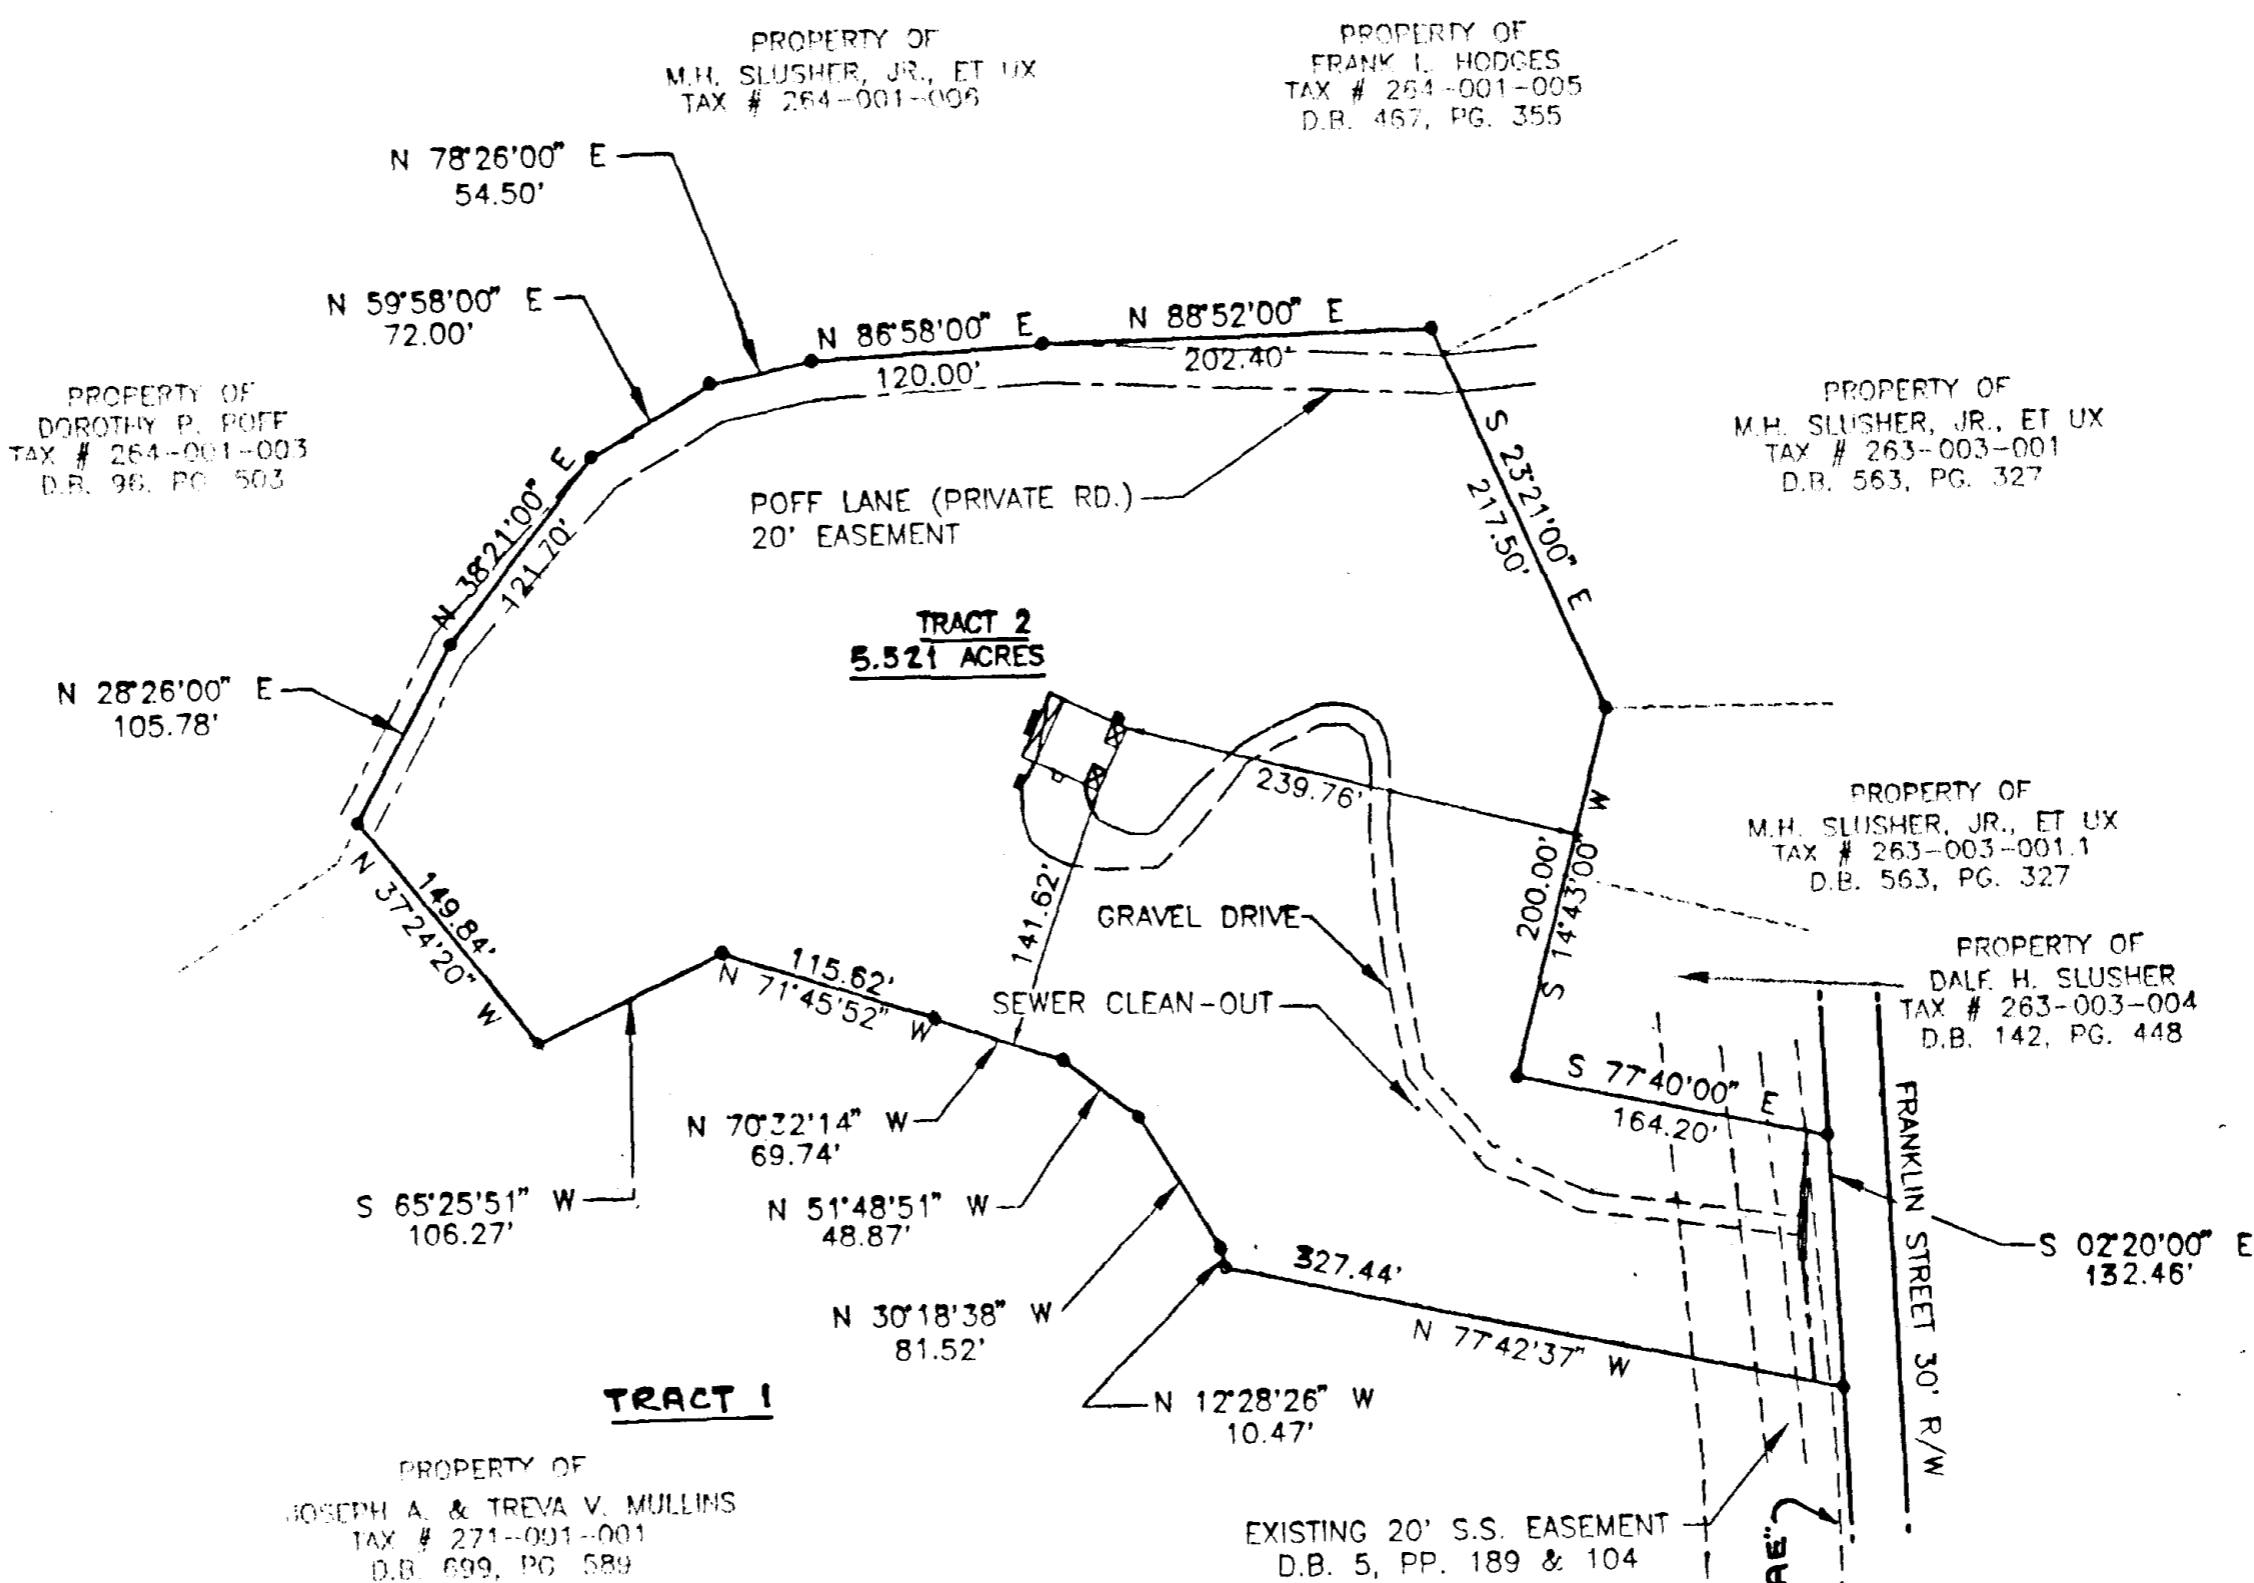 PROPERTY OF
M.H. SLUSHER, JR., ET UX
TAX # 264-001-006
PROPERTY OF
FRANK L. HODGES
TAX # 264-001-005
D.B. 467, PG. 355
N 78°26'00" E
54.50'
N 59°58'00" E
72.00'
N 86°58'00" E
120.00'
N 88°52'00" E
202.40'
PROPERTY OF
DOROTHY P. POFF
TAX # 264-001-003
D.B. 96, PG 503
PROPERTY OF
M.H. SLUSHER, JR., ET UX
TAX # 263-003-001
D.B. 563, PG. 327
S 23°21'00" E
217.50'
N 38°21'00" E
121.70'
POFF LANE (PRIVATE RD.)
20' EASEMENT
TRACT 2
5.521 ACRES
N 28°26'00" E
105.78'
239.76'
PROPERTY OF
M.H. SLUSHER, JR., ET UX
TAX # 263-003-001.1
D.B. 563, PG. 327
200.00'
S 14°43'00" W
149.84'
N 37°24'20" W
141.62'
GRAVEL DRIVE
115.62'
N 71°45'52" W
SEWER CLEAN-OUT
PROPERTY OF
DALE H. SLUSHER
TAX # 263-003-004
D.B. 142, PG. 448
S 77°40'00" E
164.20'
N 70°32'14" W
69.74'
S 65°25'51" W
106.27'
N 51°48'51" W
48.87'
FRANKLIN STREET 30' R/W
S 02°20'00" E
132.46'
327.44'
N 77°42'37" W
N 30°18'38" W
81.52'
N 12°28'26" W
10.47'
TRACT 1
PROPERTY OF
JOSEPH A. & TREVA V. MULLINS
TAX # 271-001-001
D.B. 699, PG 589
EXISTING 20' S.S. EASEMENT
D.B. 5, PP. 189 & 104
AE"